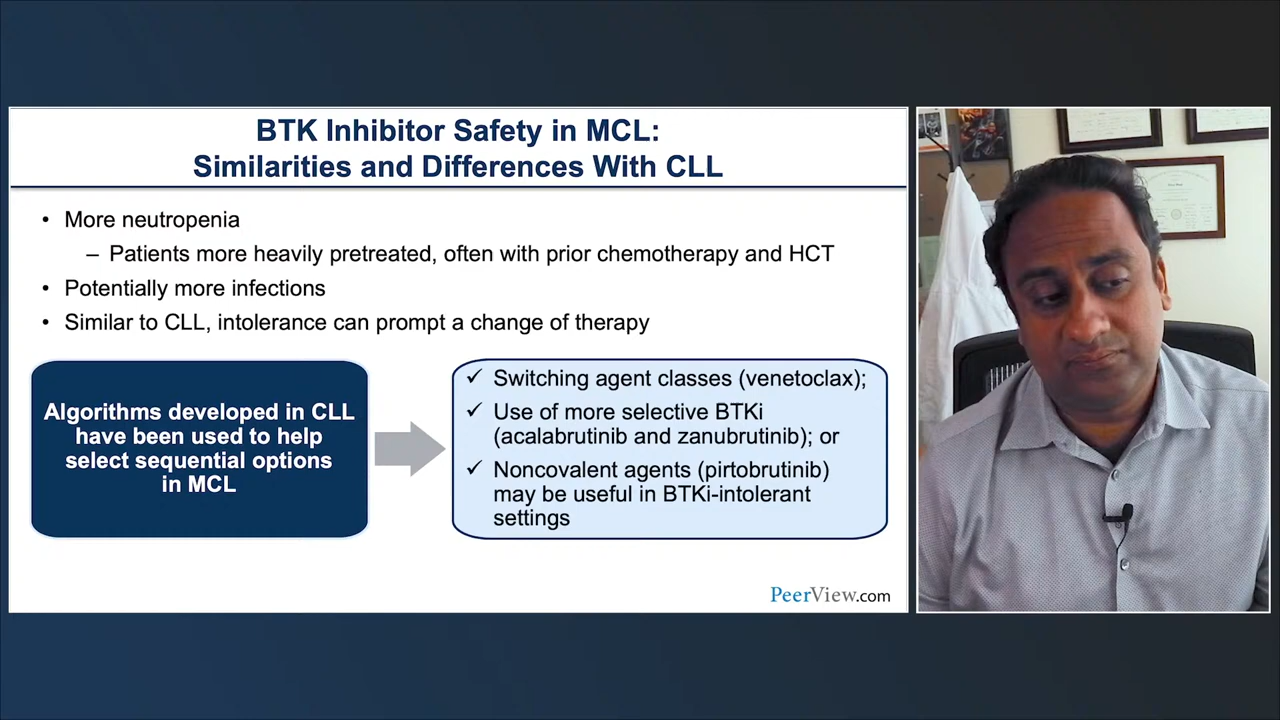 BTK Inhibitor Safety in MCL:
Similarities and Differences With CLL
• More neutropenia
– Patients more heavily pretreated, often with prior chemotherapy and HCT
• Potentially more infections
• Similar to CLL, intolerance can prompt a change of therapy
Algorithms developed in CLL
have been used to help
select sequential options
in MCL
✓ Switching agent classes (venetoclax);
✓ Use of more selective BTKi
(acalabrutinib and zanubrutinib); or
✓ Noncovalent agents (pirtobrutinib)
may be useful in BTKi-intolerant
settings
PeerView.com